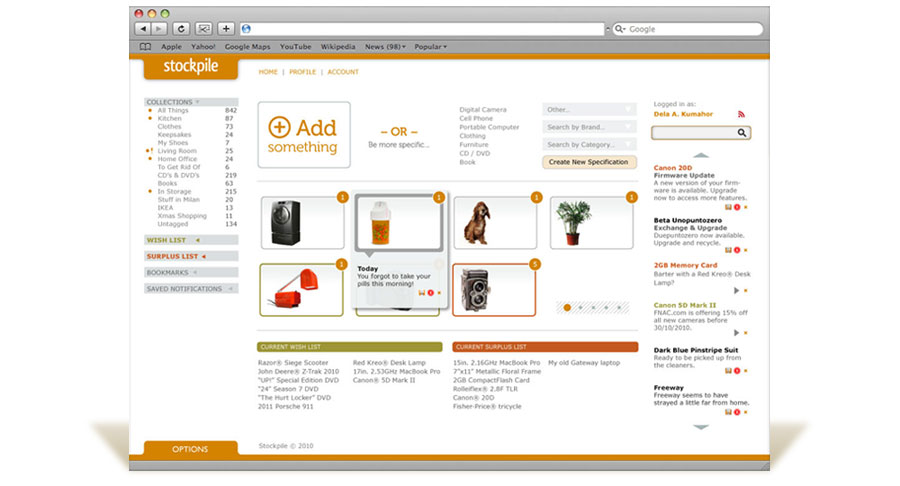 Google
Apple Yahoo! Google Maps YouTube Wikipedia News (98) Popular
stockpile
HOME | PROFILE | ACCOUNT
COLLECTIONS
All Things 842
Kitchen 87
Clothes 73
Keepsakes 24
My Shoes 7
Living Room 25
Home Office 24
To Get Rid Of 6
CD's & DVD's 219
Books 63
In Storage 215
Stuff in Milan 20
IKEA 13
Xmas Shopping 11
Untagged 134
WISH LIST
SURPLUS LIST
BOOKMARKS
SAVED NOTIFICATIONS
Add
something
– OR –
Be more specific...
Digital Camera
Cell Phone
Portable Computer
Clothing
Furniture
CD / DVD
Book
Other...
Search by Brand...
Search by Category...
Create New Specification
1
1
1
1
1
5
Today
You forgot to take your
pills this morning!
CURRENT WISH LIST
Razor® Siege Scooter
John Deere® Z-Trak 2010
"UP!" Special Edition DVD
"24" Season 7 DVD
"The Hurt Locker" DVD
2011 Porsche 911
Red Kreo® Desk Lamp
17in. 2.53GHz MacBook Pro
Canon® 5D Mark II
CURRENT SURPLUS LIST
15in. 2.16GHz MacBook Pro
7"x11" Metallic Floral Frame
2GB CompactFlash Card
Rolleiflex® 2.8F TLR
Canon® 20D
Fisher-Price® tricycle
My old Gateway laptop
Logged in as:
Dela A. Kumahor
Canon 20D
Firmware Update
A new version of your firm-
ware is available. Upgrade
now to access more features.
Beta Unopuntozero
Exchange & Upgrade
Duepuntozero now available.
Upgrade and recycle.
2GB Memory Card
Barter with a Red Kreo® Desk
Lamp?
Canon 5D Mark II
FNAC.com is offering 15% off
all new cameras before
30/10/2010.
Dark Blue Pinstripe Suit
Ready to be picked up from
the cleaners.
Freeway
Freeway seems to have
strayed a little far from home.
OPTIONS
Stockpile © 2010